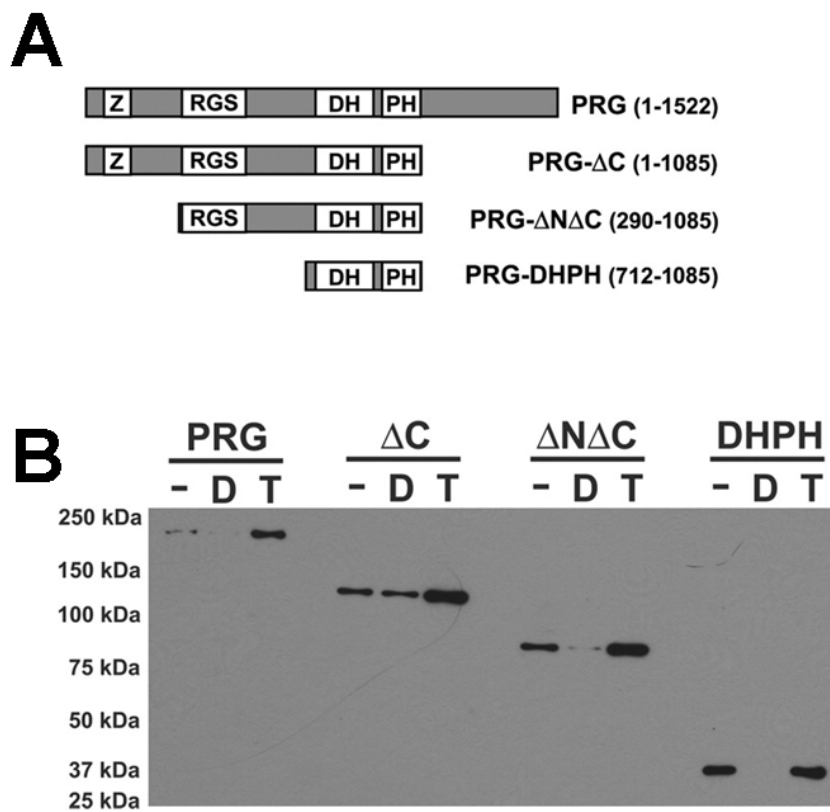 A
Z RGS DH PH PRG (1-1522)
Z RGS DH PH PRG-ΔC (1-1085)
RGS DH PH PRG-ΔNΔC (290-1085)
DH PH PRG-DHPH (712-1085)
B
PRG ΔC ΔNΔC DHPH
- D T - D T - D T - D T
250 kDa
150 kDa
100 kDa
75 kDa
50 kDa
37 kDa
25 kDa